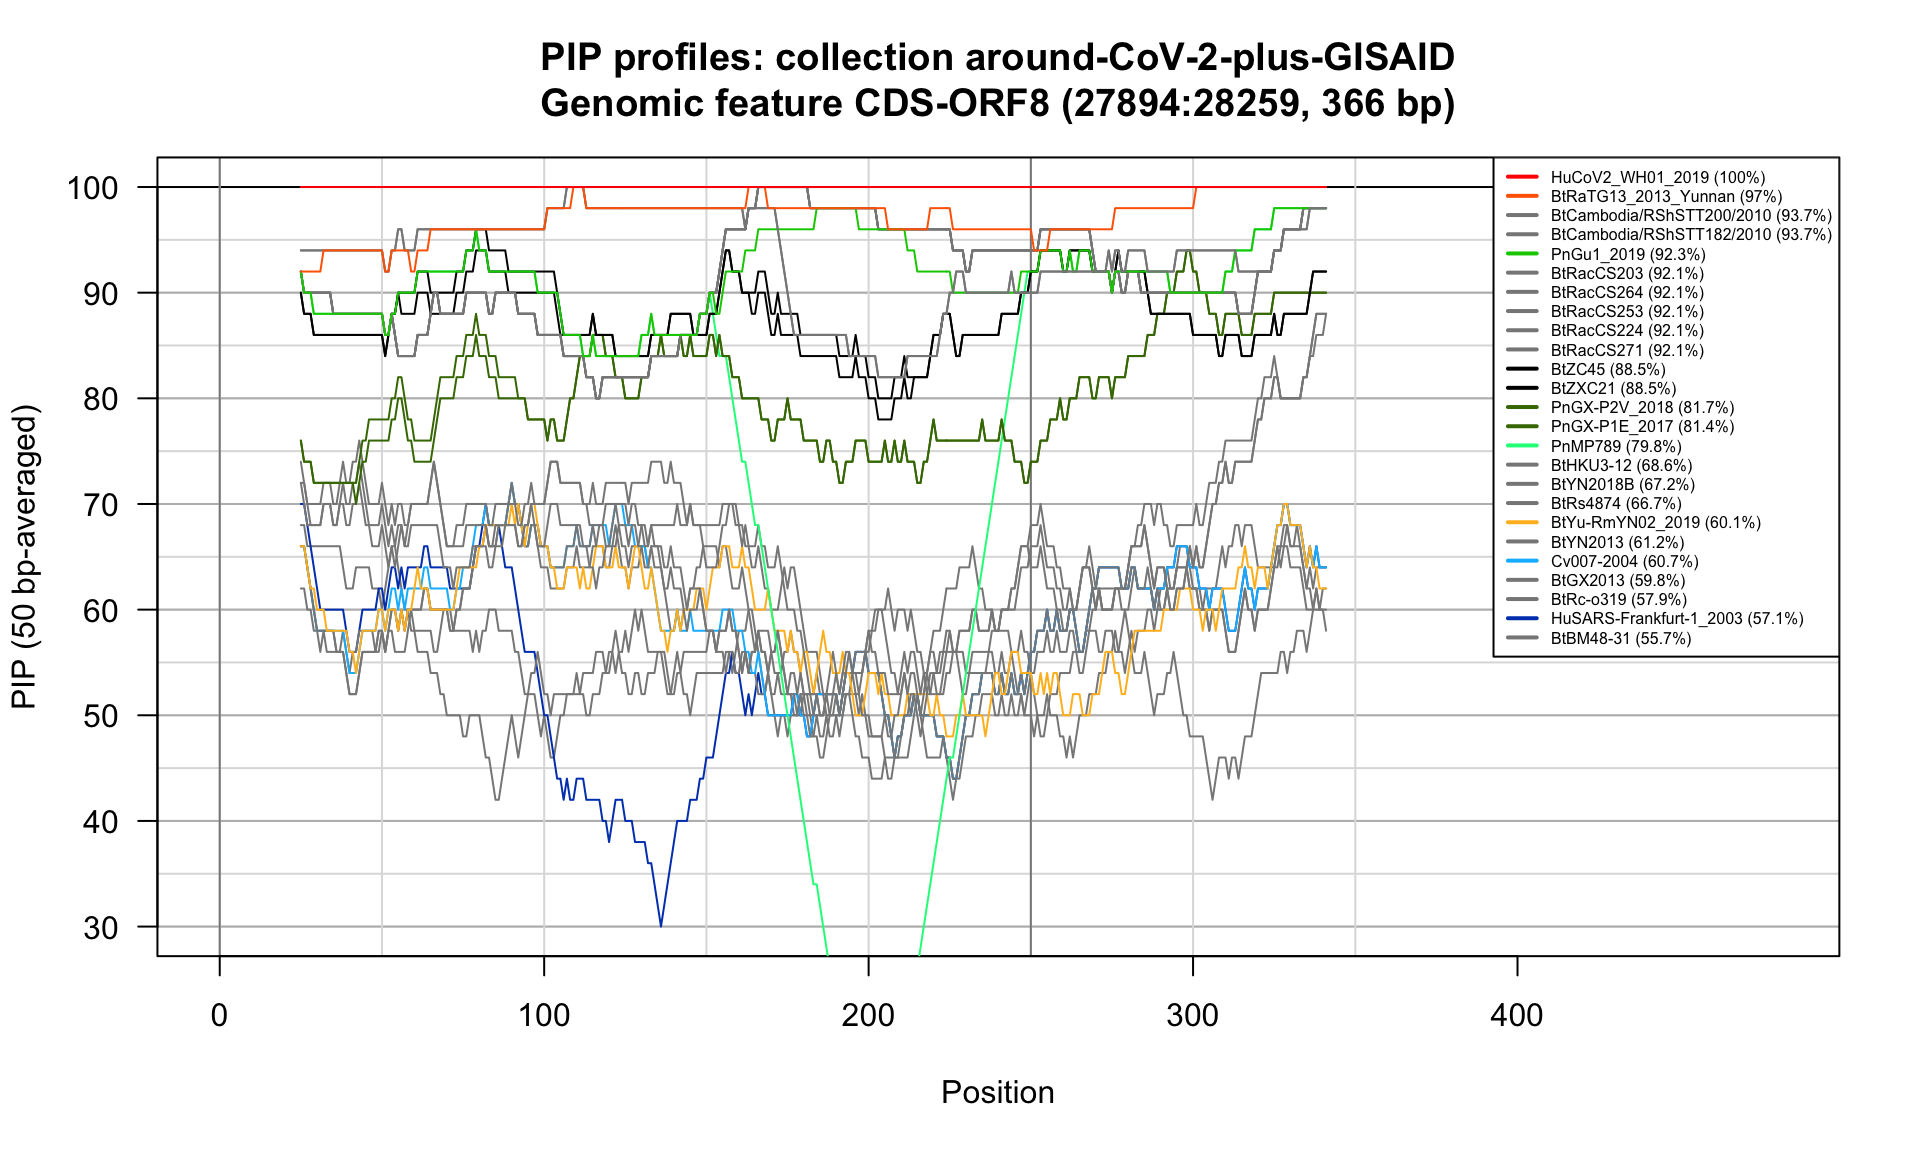 PIP profiles: collection around-CoV-2-plus-GISAID
Genomic feature CDS-ORF8 (27894:28259, 366 bp)
PIP (50 bp-averaged)
100
90
80
70
60
50
40
30
0
100
200
300
400
Position
HuCoV2_WH01_2019 (100%)
BtRaTG13_2013_Yunnan (97%)
BtCambodia/RShSTT200/2010 (93.7%)
BtCambodia/RShSTT182/2010 (93.7%)
PnGu1_2019 (92.3%)
BtRacCS203 (92.1%)
BtRacCS264 (92.1%)
BtRacCS253 (92.1%)
BtRacCS224 (92.1%)
BtRacCS271 (92.1%)
BtZC45 (88.5%)
BtZXC21 (88.5%)
PnGX-P2V_2018 (81.7%)
PnGX-P1E_2017 (81.4%)
PnMP789 (79.8%)
BtHKU3-12 (68.6%)
BtYN2018B (67.2%)
BtRs4874 (66.7%)
BtYu-RmYN02_2019 (60.1%)
BtYN2013 (61.2%)
Cv007-2004 (60.7%)
BtGX2013 (59.8%)
BtRc-o319 (57.9%)
HuSARS-Frankfurt-1_2003 (57.1%)
BtBM48-31 (55.7%)